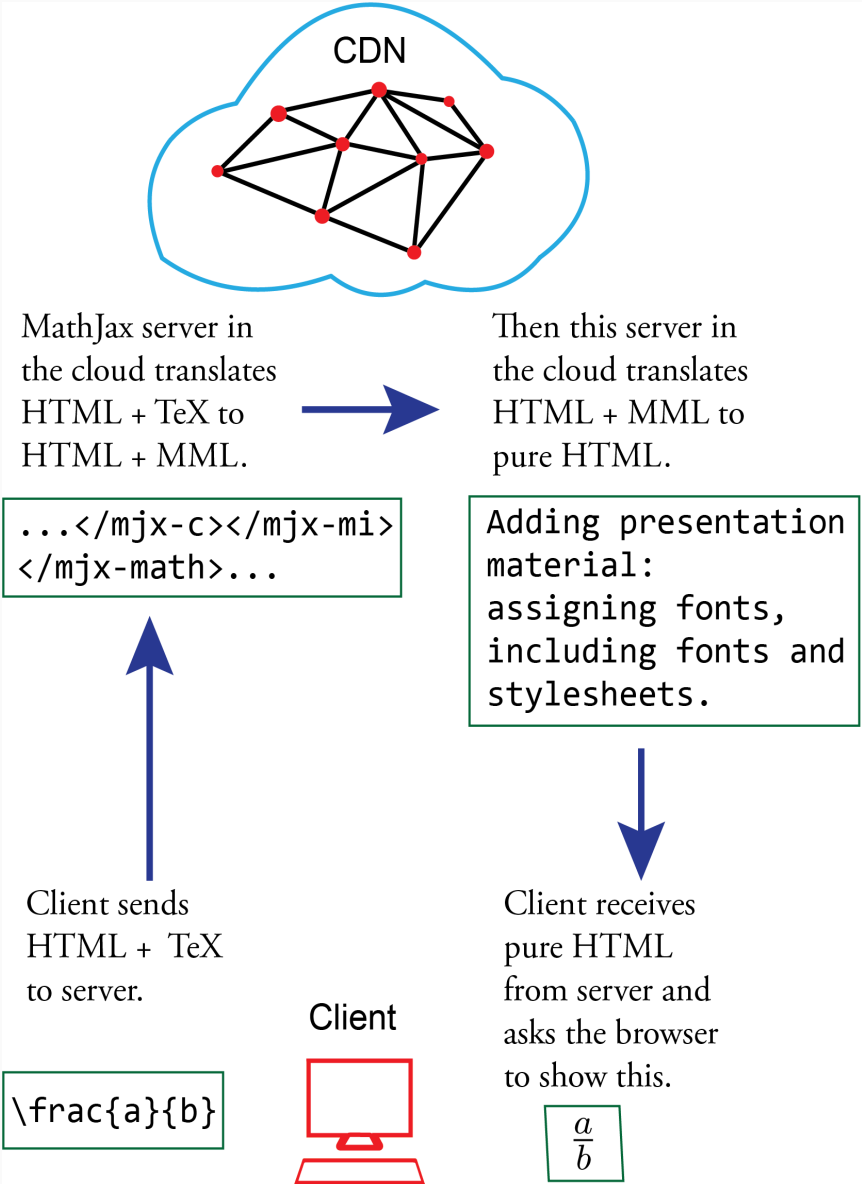 CDN
MathJax server in
the cloud translates
HTML + TeX to
HTML + MML.
Then this server in
the cloud translates
HTML + MML to
pure HTML.
...</mjx-c></mjx-mi>
</mjx-math>...
Adding presentation
material:
assigning fonts,
including fonts and
stylesheets.
Client sends
HTML + TeX
to server.
\frac{a}{b}
Client
Client receives
pure HTML
from server and
asks the browser
to show this.
a
b